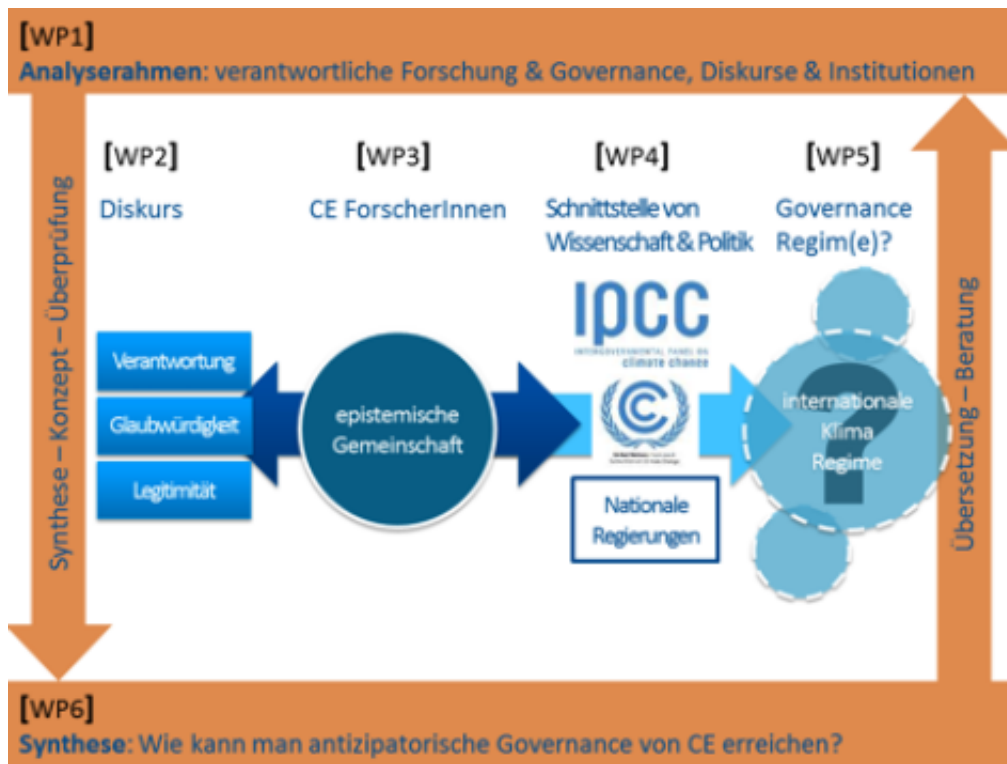 [WP1]
Analyserahmen: verantwortliche Forschung & Governance, Diskurse & Institutionen
Synthese – Konzept – Überprüfung
[WP2]
Diskurs
[WP3]
CE ForscherInnen
[WP4]
Schnittstelle von
Wissenschaft & Politik
[WP5]
Governance
Regim(e)?
Verantwortung
Glaubwürdigkeit
Legitimität
epistemische
Gemeinschaft
ipcc
INTERGOVERNMENTAL PANEL ON
climate change
Nationale
Regierungen
?
internationale
Klima
Regime
Übersetzung – Beratung
[WP6]
Synthese: Wie kann man antizipatorische Governance von CE erreichen?